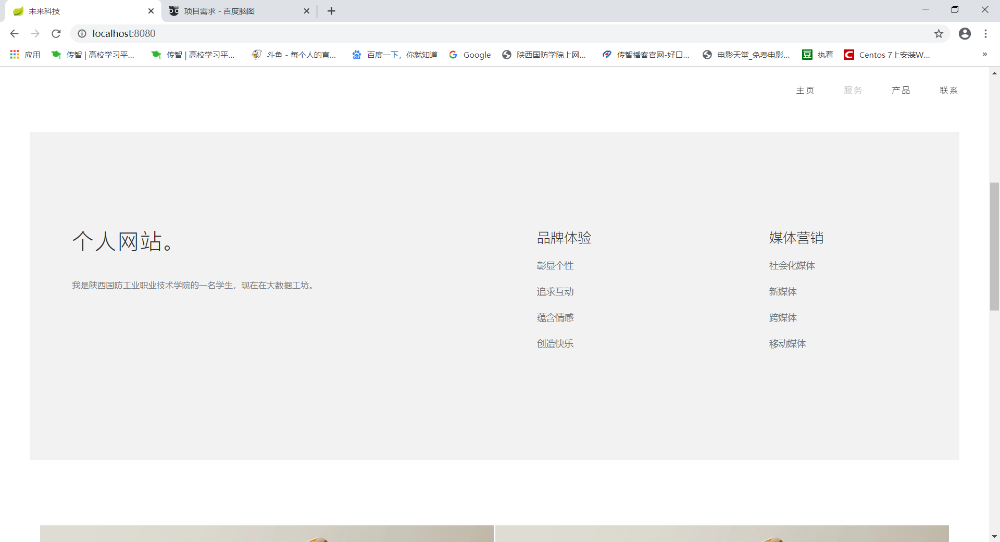 未来科技
项目需求 - 百度脑图
localhost:8080
应用
传智 | 高校学习平...
传智 | 高校学习平...
斗鱼 - 每个人的直...
百度一下，你就知道
Google
陕西国防学院上网...
传智播客官网-好口...
电影天堂_免费电影...
豆
执着
C
Centos 7上安装W...
»
主页
服务
产品
联系
个人网站。
我是陕西国防工业职业技术学院的一名学生，现在在大数据工坊。
品牌体验
彰显个性
追求互动
蕴含情感
创造快乐
媒体营销
社会化媒体
新媒体
跨媒体
移动媒体